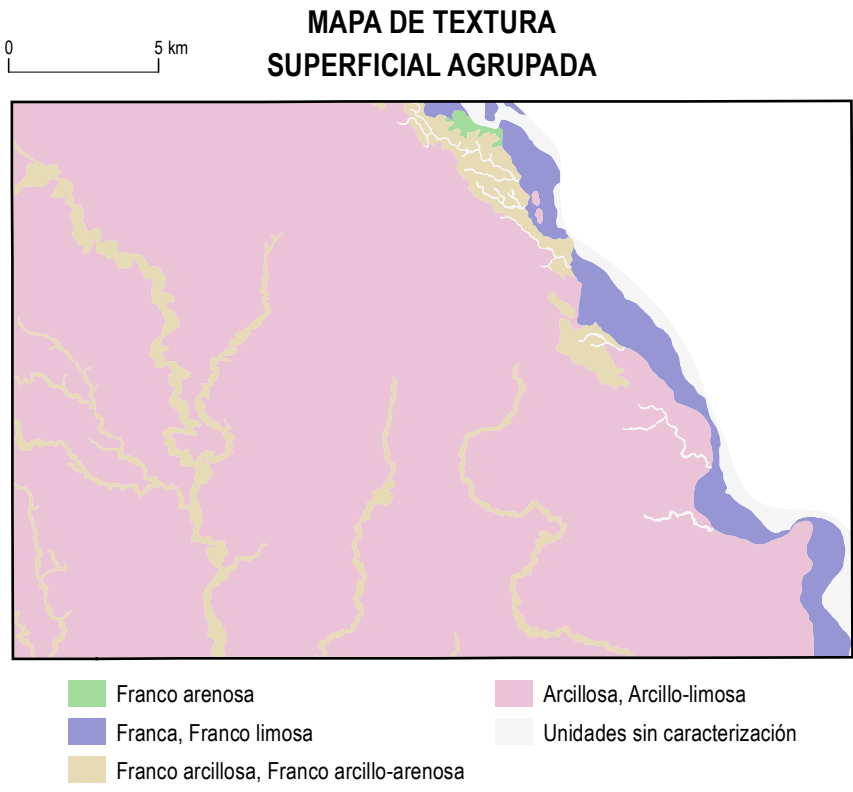 MAPA DE TEXTURA
SUPERFICIAL AGRUPADA
0 5 km
Franco arenosa
Franca, Franco limosa
Franco arcillosa, Franco arcillo-arenosa
Arcillosa, Arcillo-limosa
Unidades sin caracterización